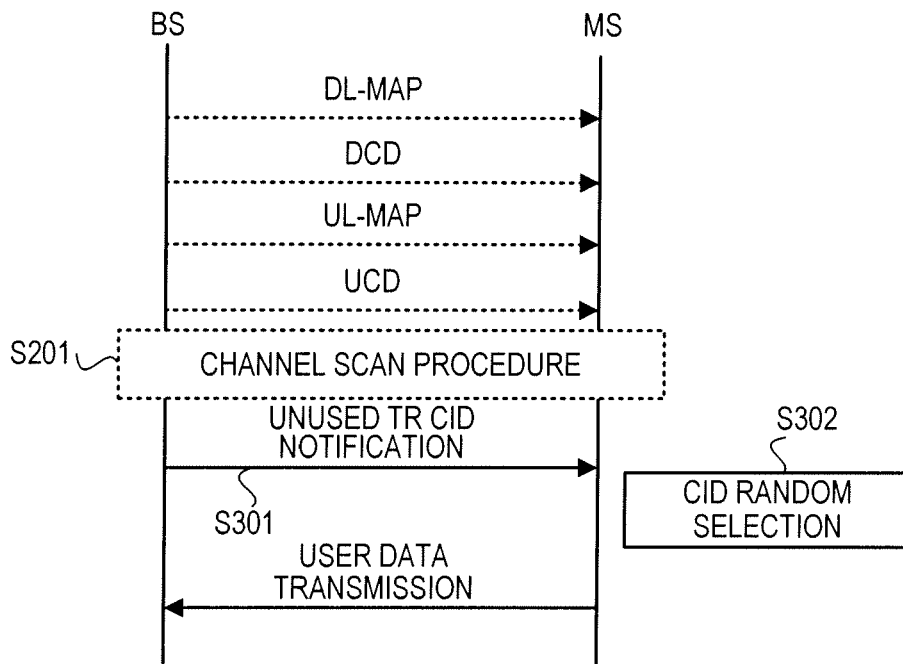 BS
MS
DL-MAP
DCD
UL-MAP
UCD
S201
CHANNEL SCAN PROCEDURE
UNUSED TR CID
NOTIFICATION
S301
S302
CID RANDOM
SELECTION
USER DATA
TRANSMISSION